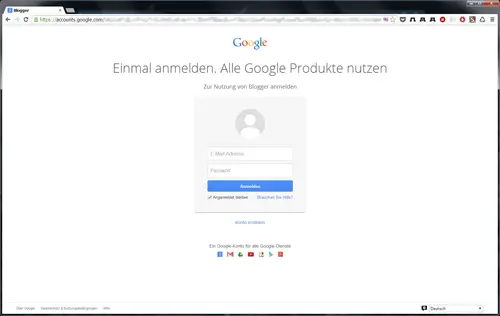 Blogger
https://accounts.google.com/
Google
Einmal anmelden. Alle Google Produkte nutzen
Zur Nutzung von Blogger anmelden
E-Mail-Adresse
Passwort
Anmelden
Angemeldet bleiben Brauchen Sie Hilfe?
Konto erstellen
Ein Google-Konto für alle Google-Dienste
Über Google Datenschutz & Nutzungsbedingungen Hilfe
Deutsch